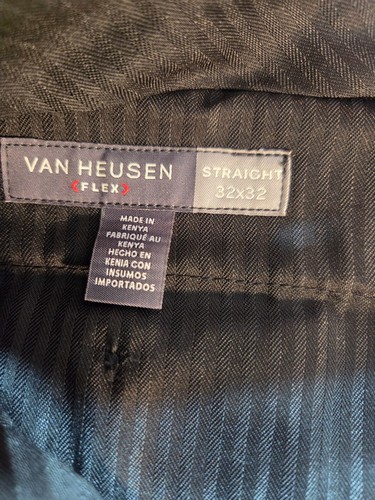 VAN HEUSEN
<FLEX>
STRAIGHT
32x32
MADE IN
KENYA
FABRIQUÉ AU
KENYA
HECHO EN
KENIA CON
INSUMOS
IMPORTADOS